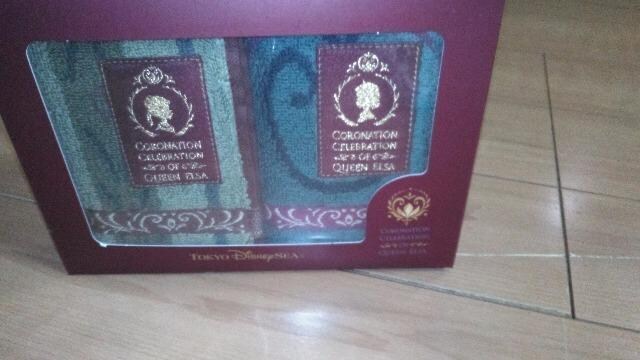 CORONATION
CELEBRATION
OF
QUEEN ELSA
CORONATION
CELEBRATION
OF
QUEEN ELSA
CORONATION
CELEBRATION
OF
QUEEN ELSA
TOKYO DISNEYSEA